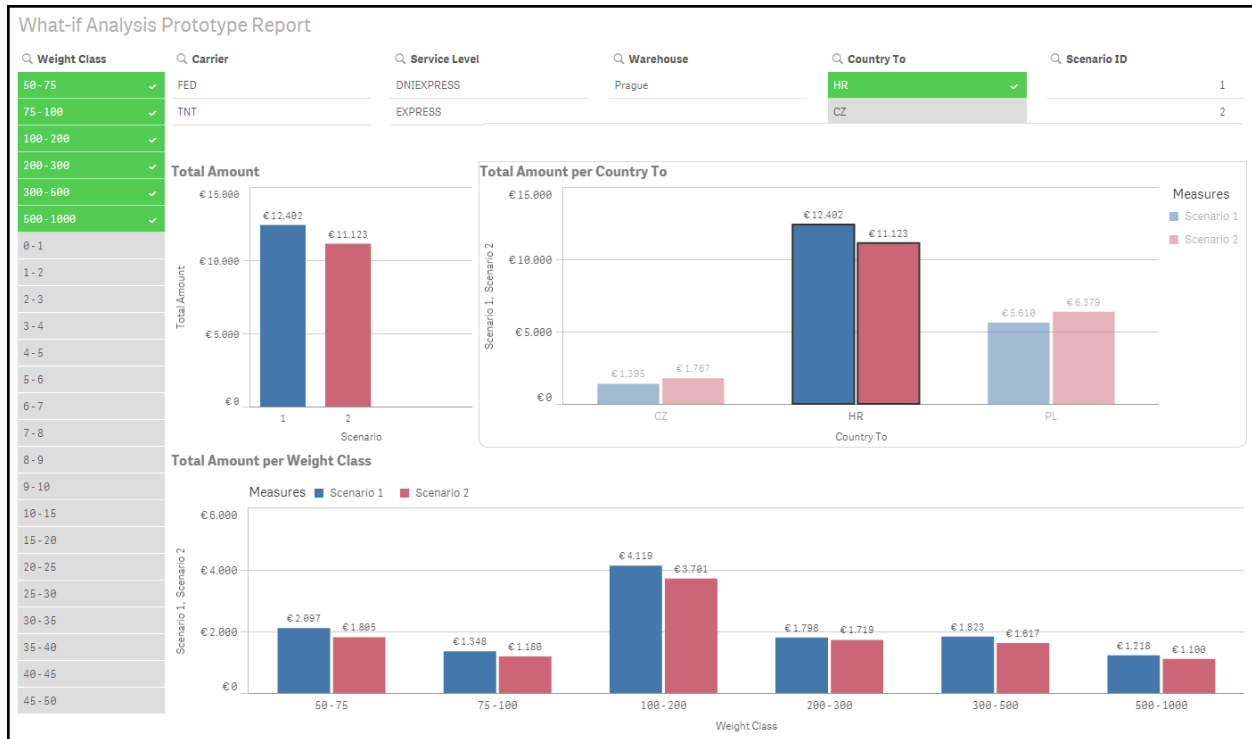 What-if Analysis Prototype Report
Weight Class
Carrier
Service Level
Warehouse
Country To
Scenario ID
50-75
FED
DNIEXPRESS
Prague
HR
1
75-100
TNT
EXPRESS
CZ
2
100-200
200-300
300-500
500-1000
0-1
1-2
2-3
3-4
4-5
5-6
6-7
7-8
8-9
9-10
10-15
15-20
20-25
25-30
30-35
35-40
40-45
45-50
Total Amount
€15.000
€10.000
€5.000
€0
Total Amount
€12.402
€11.123
1
2
Scenario
Total Amount per Country To
€15.000
€10.000
€5.000
€0
Scenario 1, Scenario 2
€1.395
€1.767
€12.402
€11.123
€5.610
€6.379
CZ
HR
PL
Country To
Measures
Scenario 1
Scenario 2
Total Amount per Weight Class
Measures Scenario 1 Scenario 2
€6.000
€4.000
€2.000
€0
Scenario 1, Scenario 2
€2.097
€1.805
€1.348
€1.180
€4.119
€3.701
€1.798
€1.719
€1.823
€1.617
€1.218
€1.100
50-75
75-100
100-200
200-300
300-500
500-1000
Weight Class